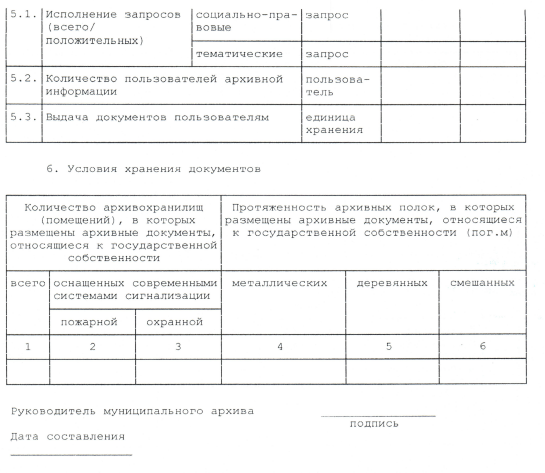 5.1. Исполнение запросов социально-пра- запрос
(всего/ вовые
положительных)
тематические запрос
5.2. Количество пользователей архивной пользова-
информации тель
5.3. Выдача документов пользователям единица
хранения
6. Условия хранения документов
Количество архивохранилищ Протяженность архивных полок, в которых
(помещений), в которых размещены архивные документы, относящиеся
размещены архивные документы, к государственной собственности (пог.м)
относящиеся к государственной
собственности
всего оснащенных современными металлических деревянных смешанных
системами сигнализации
пожарной охранной
1 2 3 4 5 6
Руководитель муниципального архива
подпись
Дата составления